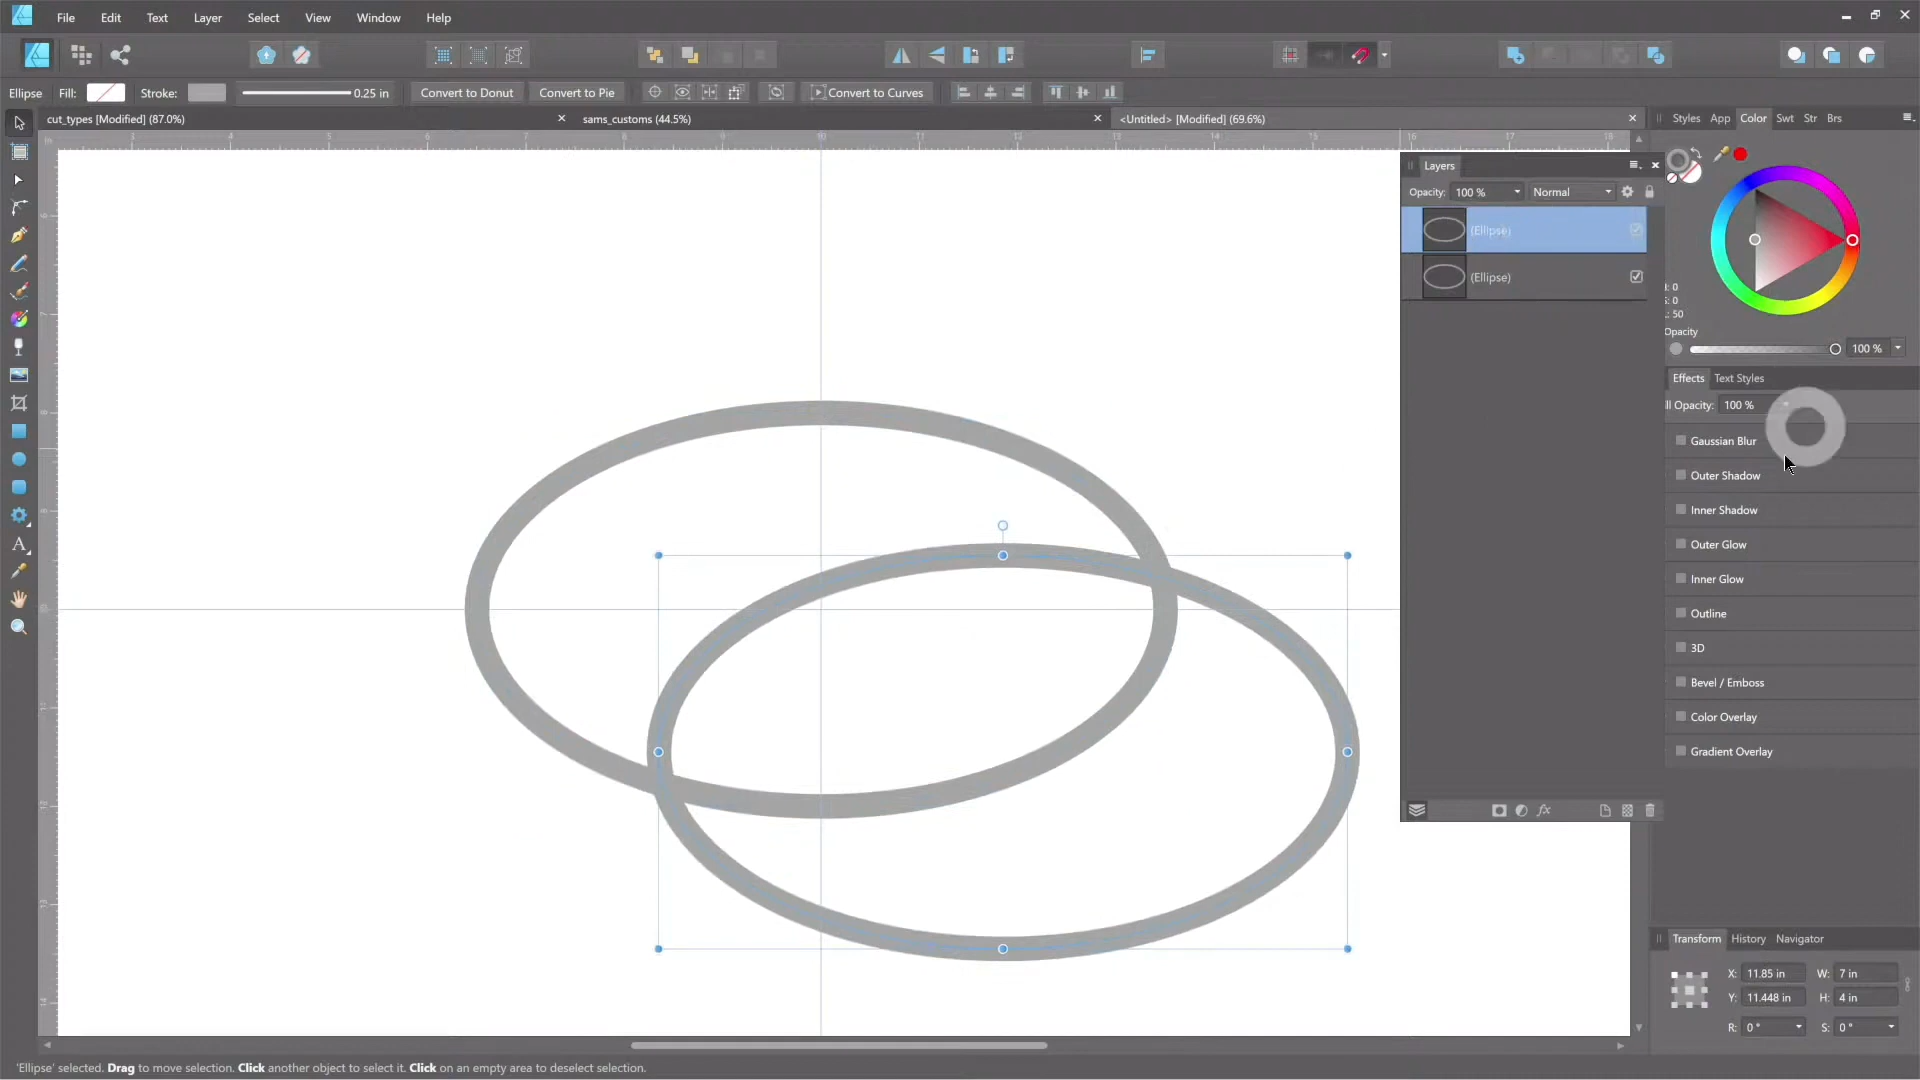 File Edit Text Layer Select View Window Help
Ellipse Fill: Stroke: 0.25 in Convert to Donut Convert to Pie Convert to Curves
cut_types [Modified] (87.0%) sams_customs (44.5%) <Untitled> [Modified] (69.6%)
Styles App Color Swt Str Brs
Layers
Opacity: 100 % Normal
(Ellipse)
(Ellipse)
: 0
: 0
: 50
Opacity
100 %
Effects Text Styles
ll Opacity: 100 %
Gaussian Blur
Outer Shadow
Inner Shadow
Outer Glow
Inner Glow
Outline
3D
Bevel / Emboss
Color Overlay
Gradient Overlay
fx
Transform History Navigator
X: 11.85 in W: 7 in
Y: 11.448 in H: 4 in
R: 0 ° S: 0 °
'Ellipse' selected. Drag to move selection. Click another object to select it. Click on an empty area to deselect selection.